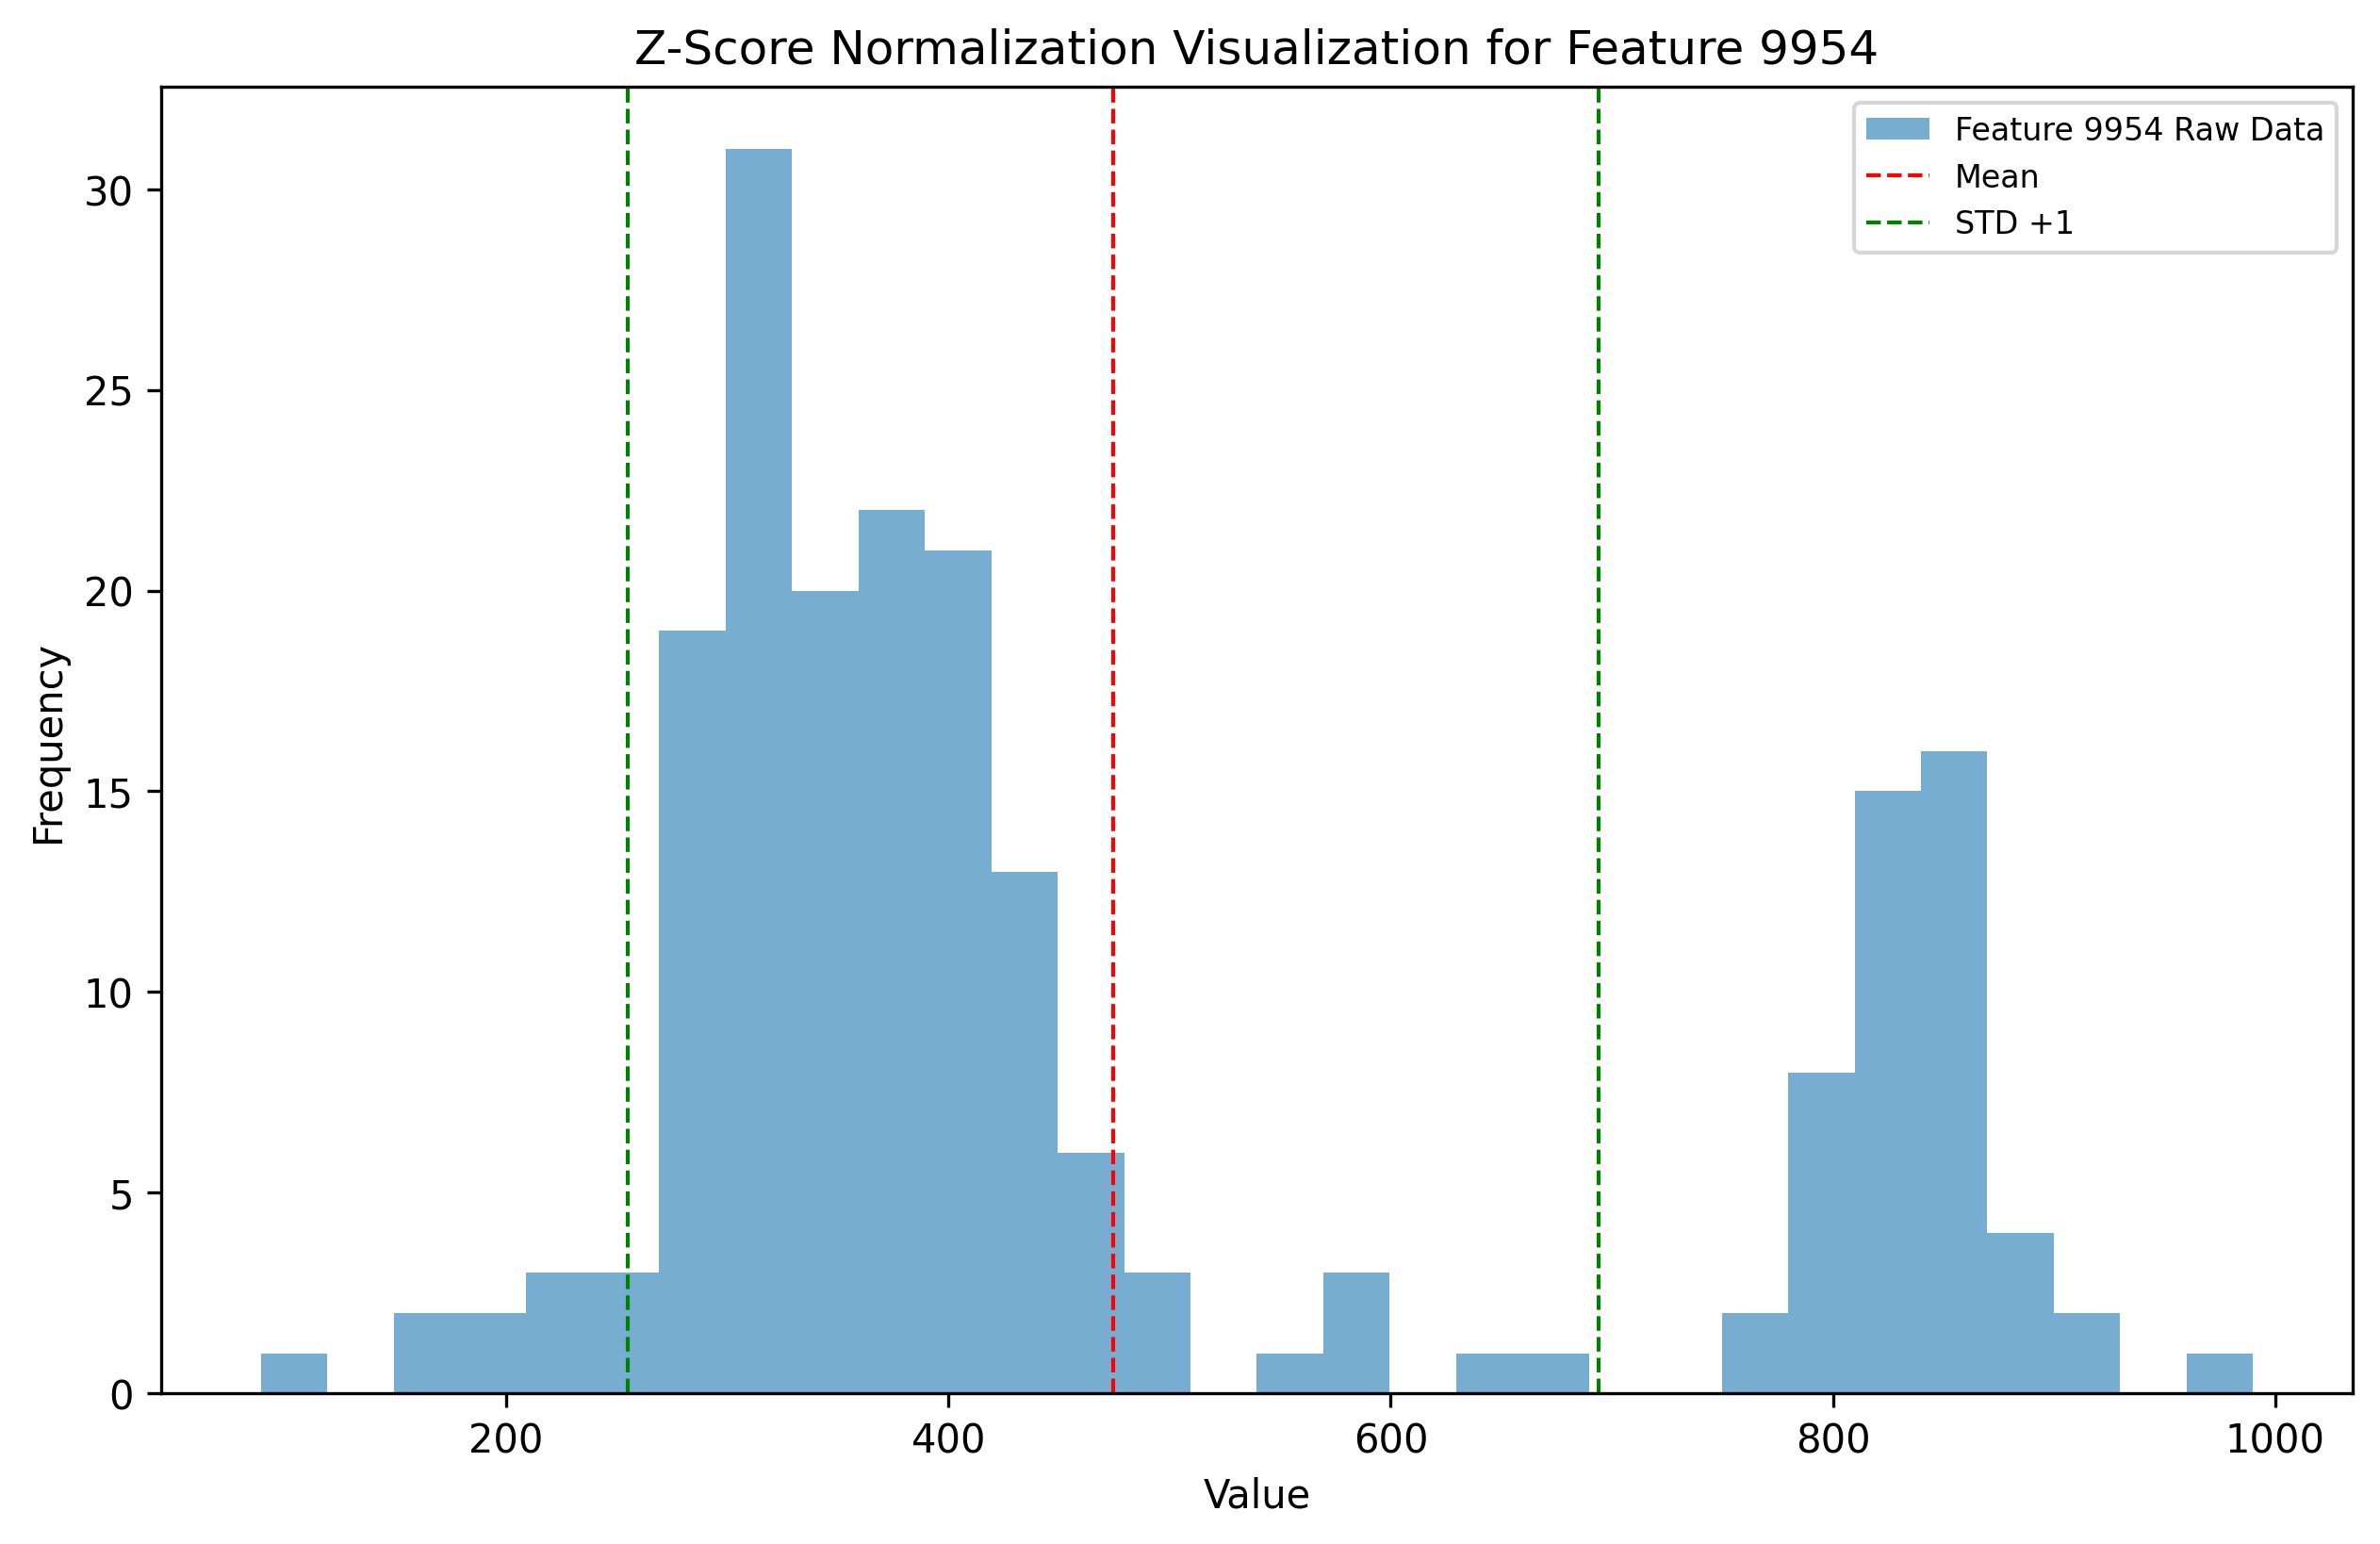 Z-Score Normalization Visualization for Feature 9954
Feature 9954 Raw Data
Mean
STD +1
30
25
20
15
10
5
0
Frequency
200 400 600 800 1000
Value